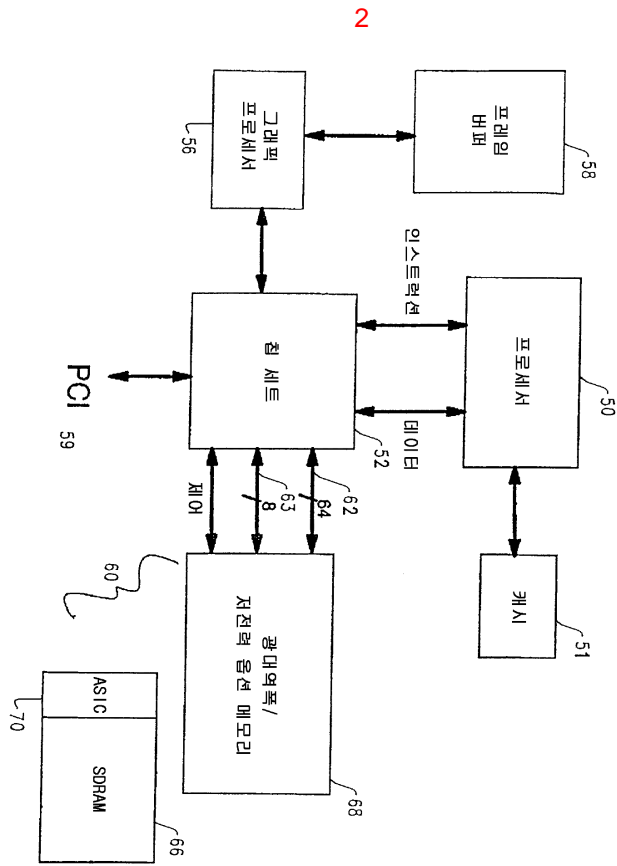 2
프레임
버퍼
58
그래픽
프로세서
56
인스트럭션
프로세서
50
데이터
칩 세트
52
PCI
59
캐시
51
제어
63
8
62
64
60
광대역폭/
저전력 옵션 메모리
68
ASIC
70
SDRAM
66